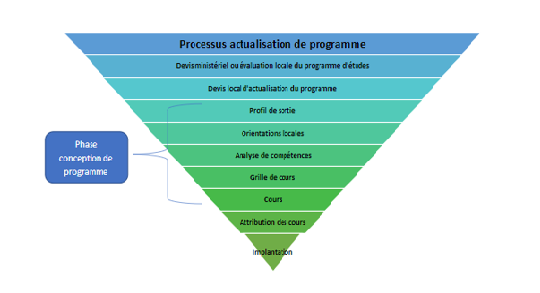 Processus actualisation de programme
Devis ministériel ou évaluation locale du programme d'études
Devis local d'actualisation du programme
Profil de sortie
Orientations locales
Analyse de compétences
Grille de cours
Cours
Attribution des cours
Implantation
Phase
conception de
programme